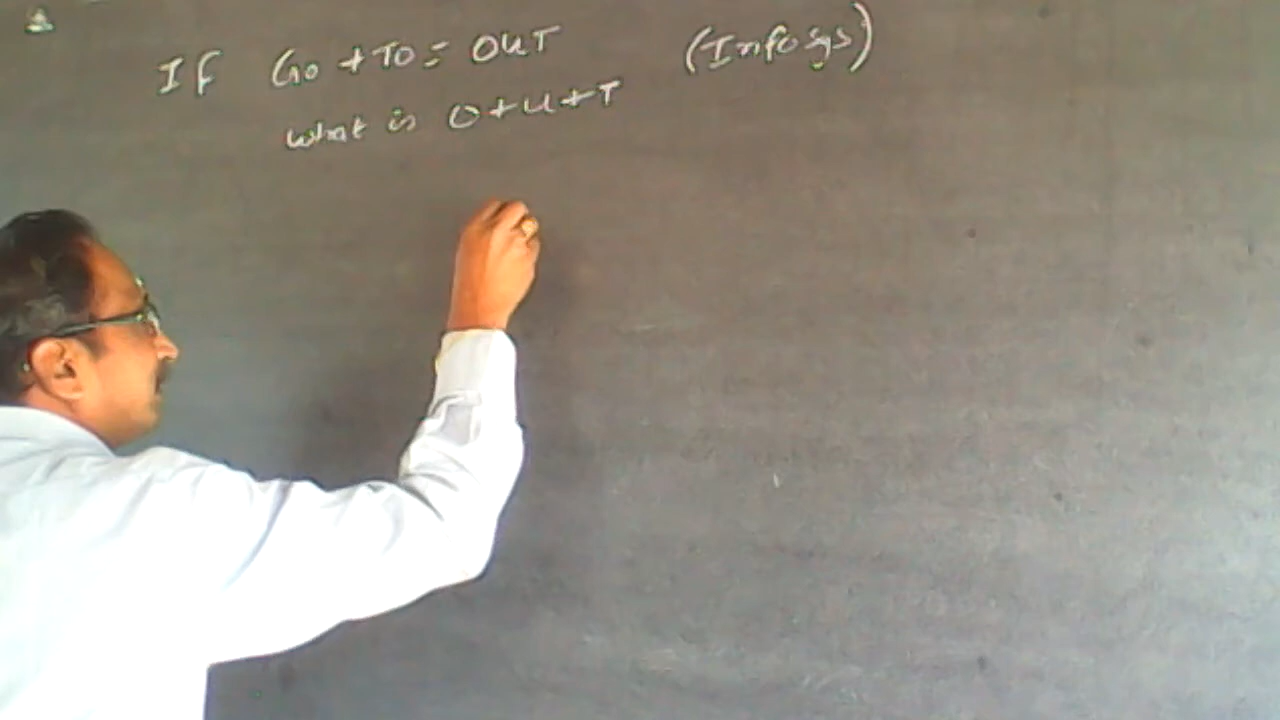 IF Go + TO = OUT (Infosys)
what is O+U+T